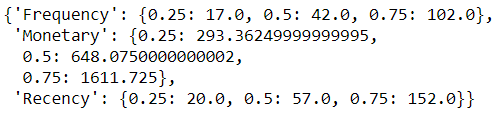 {'Frequency': {0.25: 17.0, 0.5: 42.0, 0.75: 102.0},
'Monetary': {0.25: 293.36249999999995,
0.5: 648.0750000000002,
0.75: 1611.725},
'Recency': {0.25: 20.0, 0.5: 57.0, 0.75: 152.0}}